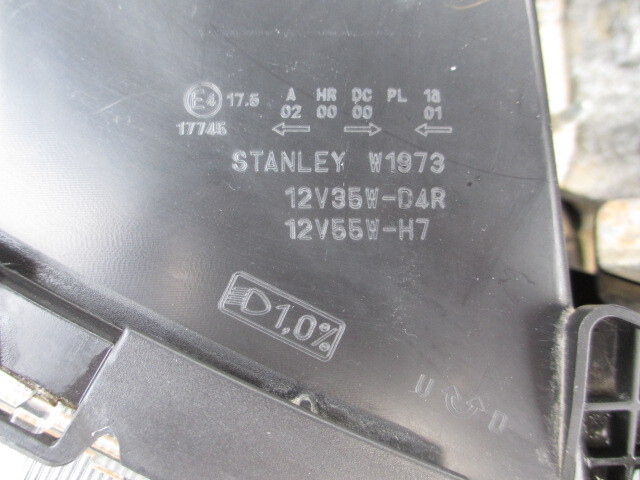 E4 17.5 A HR DC PL 1a
17745 02 00 00 01
STANLEY W1973
12V35W-D4R
12V55W-H7
1,0%